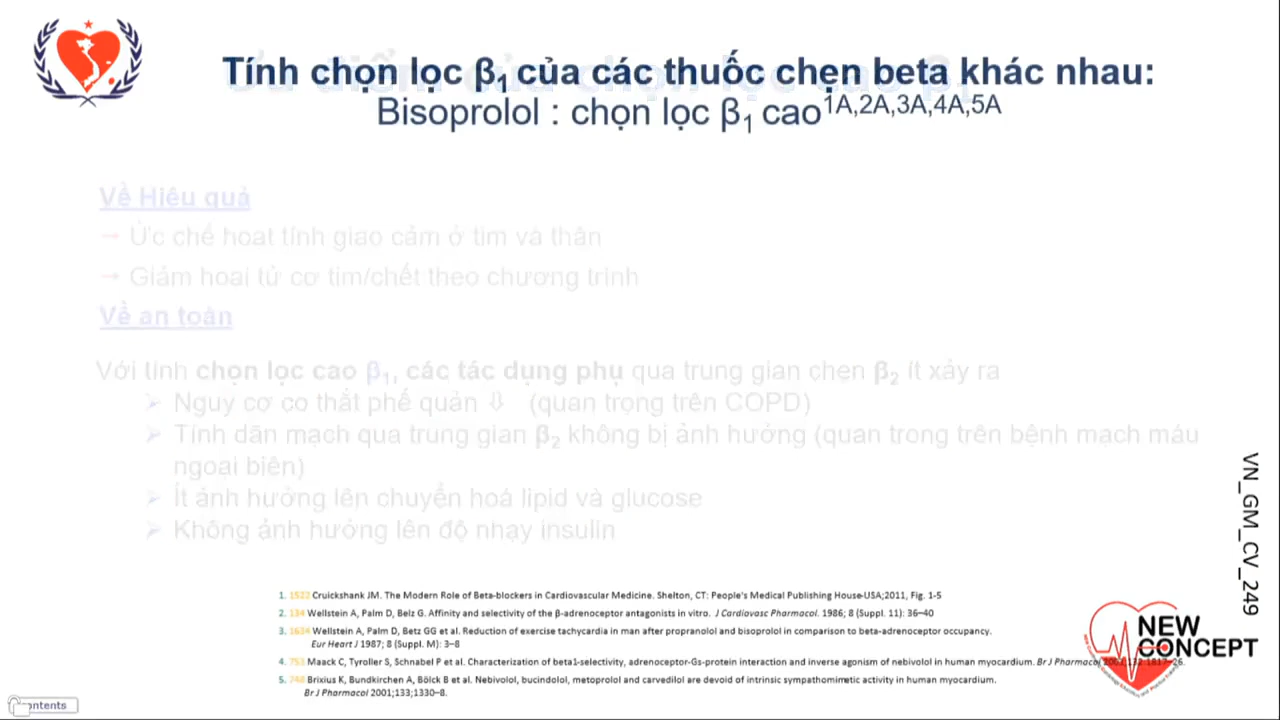 Tính chọn lọc β1 của các thuốc chẹn beta khác nhau:
Bisoprolol : chọn lọc β1 cao1A,2A,3A,4A,5A
Về Hiệu quả
→ Ức chế hoạt tính giao cảm ở tim và thận
→ Giảm hoại tử cơ tim/chết theo chương trình
Về an toàn
Với tính chọn lọc cao β1, các tác dụng phụ qua trung gian chẹn β2 ít xảy ra
Nguy cơ co thắt phế quản ⇩ (quan trọng trên COPD)
Tính dãn mạch qua trung gian β2 không bị ảnh hưởng (quan trong trên bệnh mạch máu
ngoại biên)
Ít ảnh hưởng lên chuyển hoá lipid và glucose
Không ảnh hưởng lên độ nhạy insulin
1. 1522 Cruickshank JM. The Modern Role of Beta-blockers in Cardiovascular Medicine. Shelton, CT: People's Medical Publishing House-USA;2011, Fig. 1-5
2. 134 Wellstein A, Palm D, Belz G. Affinity and selectivity of the β-adrenoceptor antagonists in vitro. J Cardiovasc Pharmacol. 1986; 8 (Suppl. 11): 36–40
3. 1634 Wellstein A, Palm D, Betz GG et al. Reduction of exercise tachycardia in man after propranolol and bisoprolol in comparison to beta-adrenoceptor occupancy.
Eur Heart J 1987; 8 (Suppl. M): 3–8
4. 753 Maack C, Tyroller S, Schnabel P et al. Characterization of beta1-selectivity, adrenoceptor-Gs-protein interaction and inverse agonism of nebivolol in human myocardium. Br J Pharmacol 2001;132:1817–26.
5. 748 Brixius K, Bundkirchen A, Bölck B et al. Nebivolol, bucindolol, metoprolol and carvedilol are devoid of intrinsic sympathomimetic activity in human myocardium.
Br J Pharmacol 2001;133;1330–8.
VN_GM_CV_249
NEW
CONCEPT